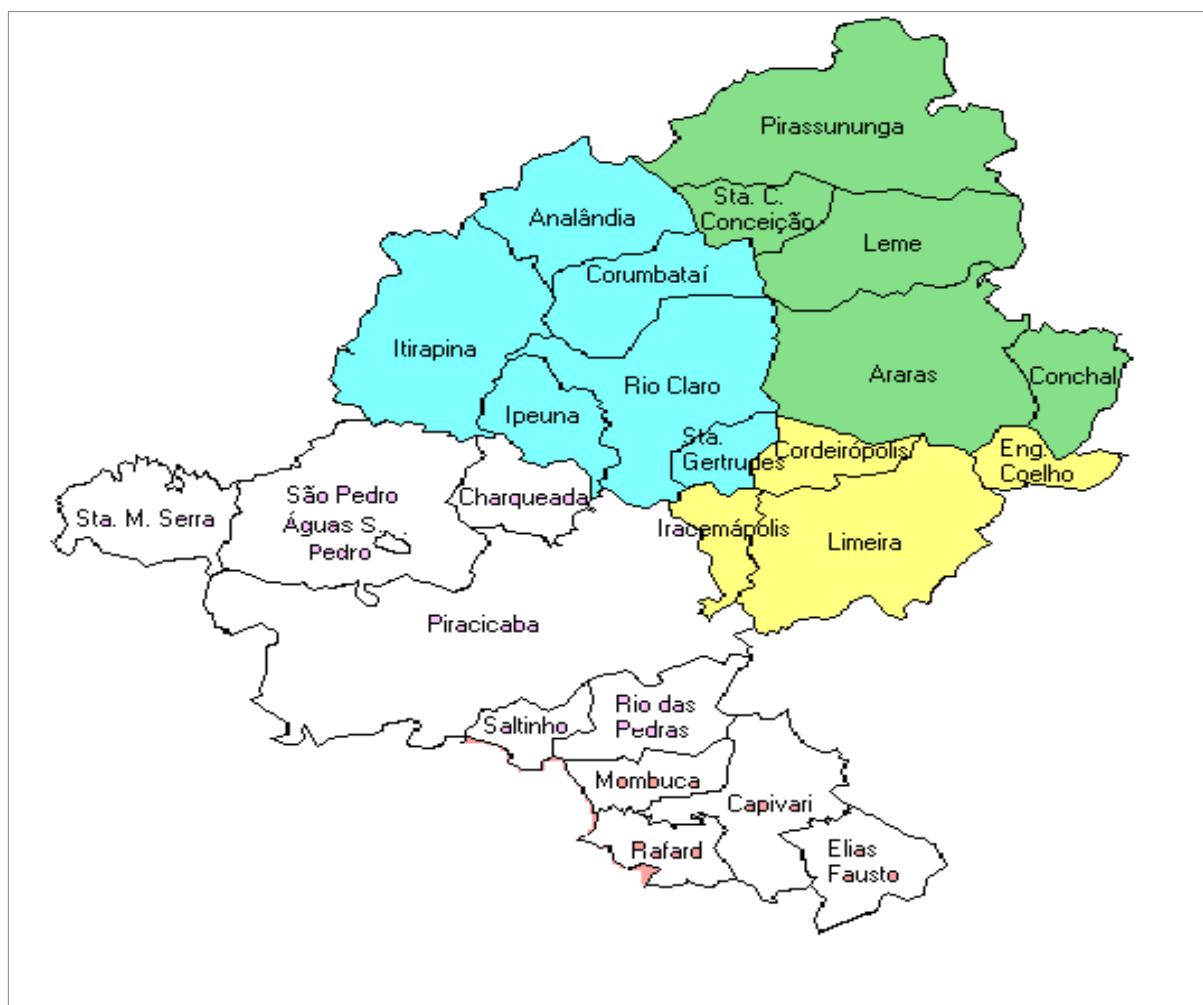 Pirassununga
Sta. C.
Conceição
Analândia
Leme
Corumbataí
Itirapina
Rio Claro
Araras
Conchal
Ipeuna
Sta.
Gertrudes
Cordeirópolis
Eng.
Coelho
São Pedro
Charqueada
Sta. M. Serra
Águas S.
Pedro
Iracemápolis
Limeira
Piracicaba
Saltinho
Rio das
Pedras
Mombuca
Capivari
Rafard
Elias
Fausto